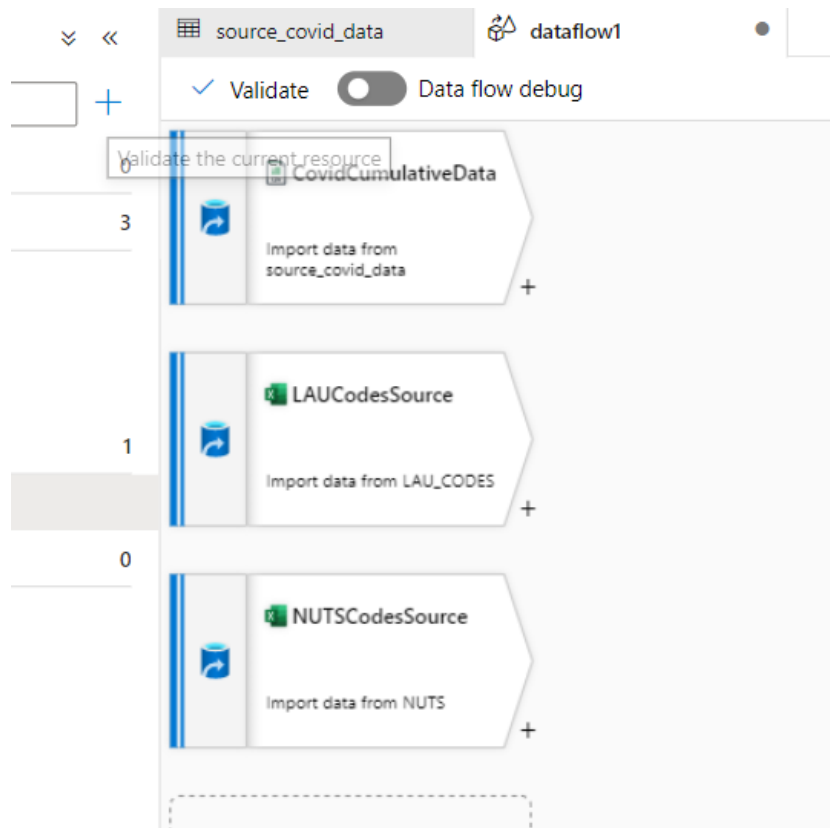 source_covid_data
dataflow1
Validate
Data flow debug
Validate the current resource
0
CovidCumulativeData
3
Import data from
source_covid_data
LAUCodesSource
1
Import data from LAU_CODES
0
NUTSCodesSource
Import data from NUTS